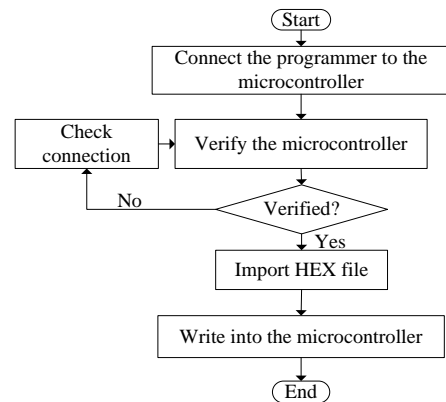 Start
Connect the programmer to the
microcontroller
Check
connection
Verify the microcontroller
No
Verified?
Yes
Import HEX file
Write into the microcontroller
End